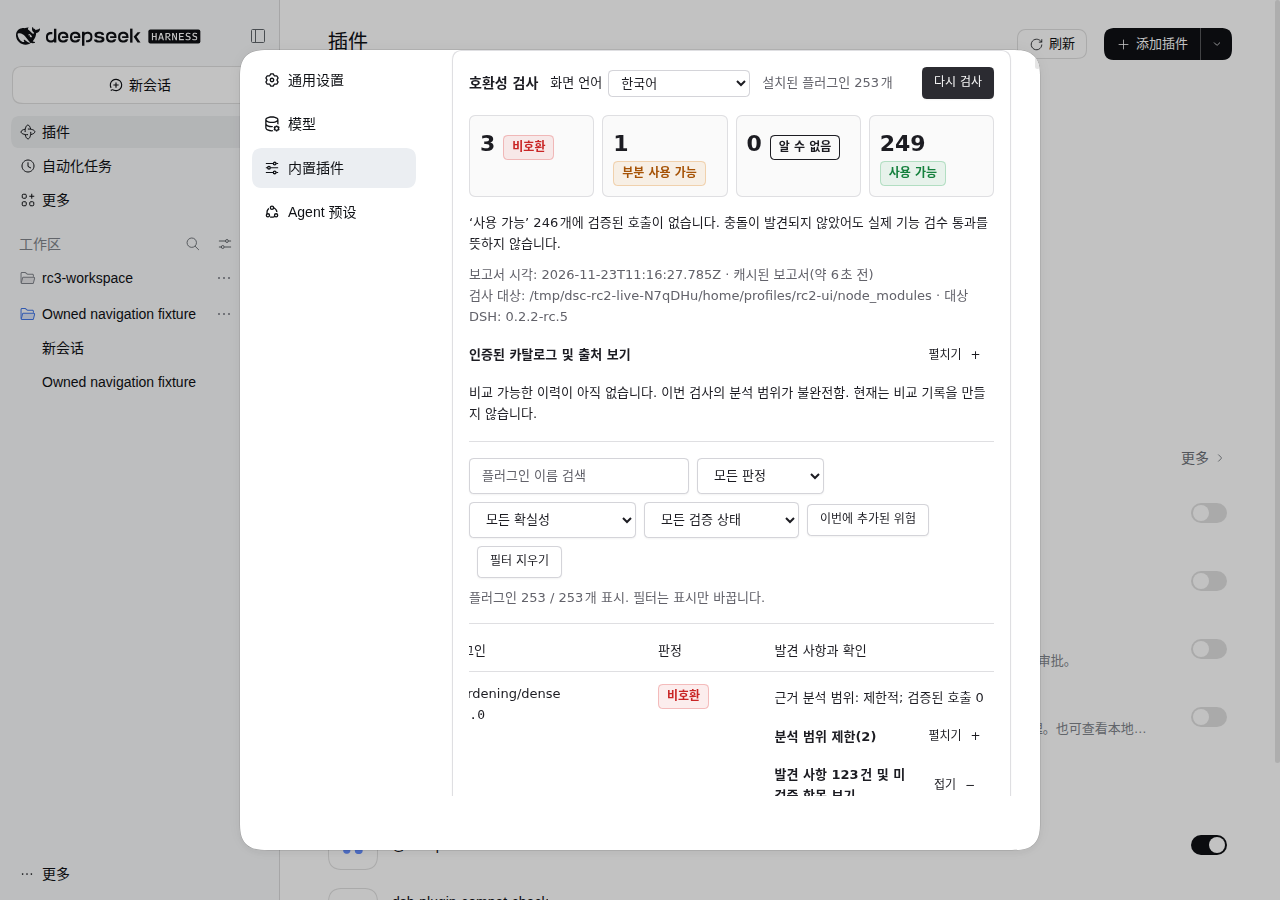 deepseek HARNESS
新会话
插件
自动化任务
更多
工作区
rc3-workspace
Owned navigation fixture
新会话
Owned navigation fixture
更多
插件
刷新
添加插件
更多
审批。
也可查看本地...
通用设置
模型
内置插件
Agent 预设
호환성 검사 화면 언어 한국어 설치된 플러그인 253개 다시 검사
3 비호환
1 부분 사용 가능
0 알 수 없음
249 사용 가능
‘사용 가능’ 246개에 검증된 호출이 없습니다. 충돌이 발견되지 않았어도 실제 기능 검수 통과를
뜻하지 않습니다.
보고서 시각: 2026-11-23T11:16:27.785Z · 캐시된 보고서(약 6초 전)
검사 대상: /tmp/dsc-rc2-live-N7qDHu/home/profiles/rc2-ui/node_modules · 대상
DSH: 0.2.2-rc.5
인증된 카탈로그 및 출처 보기 펼치기 +
비교 가능한 이력이 아직 없습니다. 이번 검사의 분석 범위가 불완전함. 현재는 비교 기록을 만들
지 않습니다.
플러그인 이름 검색 모든 판정
모든 확실성 모든 검증 상태 이번에 추가된 위험
필터 지우기
플러그인 253 / 253개 표시. 필터는 표시만 바꿉니다.
인 판정 발견 사항과 확인
rdening/dense 비호환 근거 분석 범위: 제한적; 검증된 호출 0
.0
분석 범위 제한(2) 펼치기 +
발견 사항 123건 및 미
검증 항목 보기 접기 −